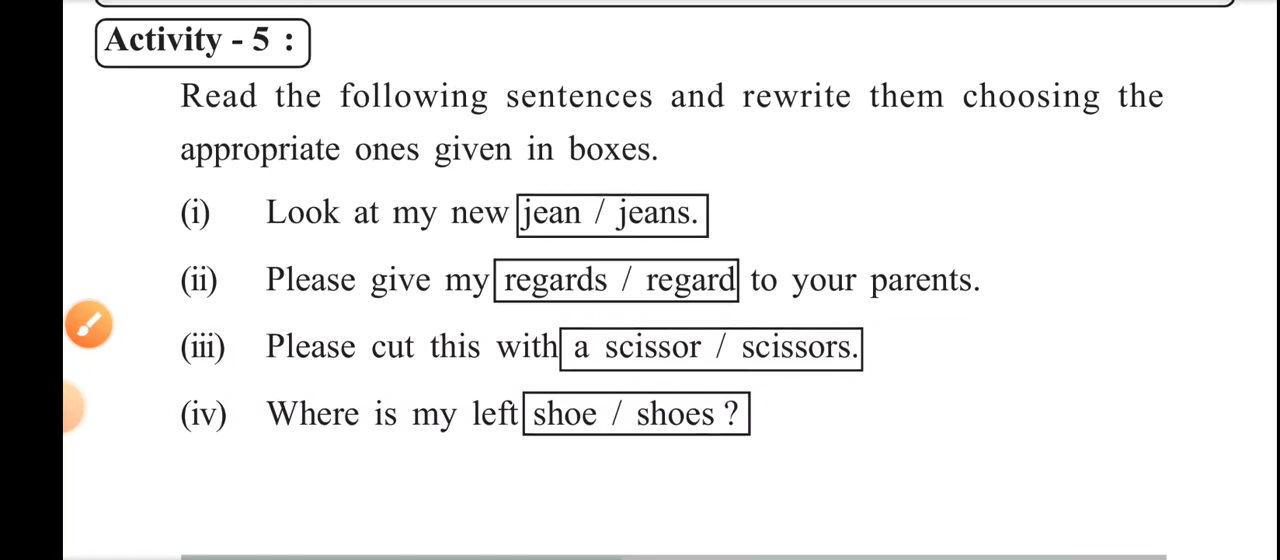 Activity - 5 :
Read the following sentences and rewrite them choosing the
appropriate ones given in boxes.
(i) Look at my new jean / jeans.
(ii) Please give my regards / regard to your parents.
(iii) Please cut this with a scissor / scissors.
(iv) Where is my left shoe / shoes ?